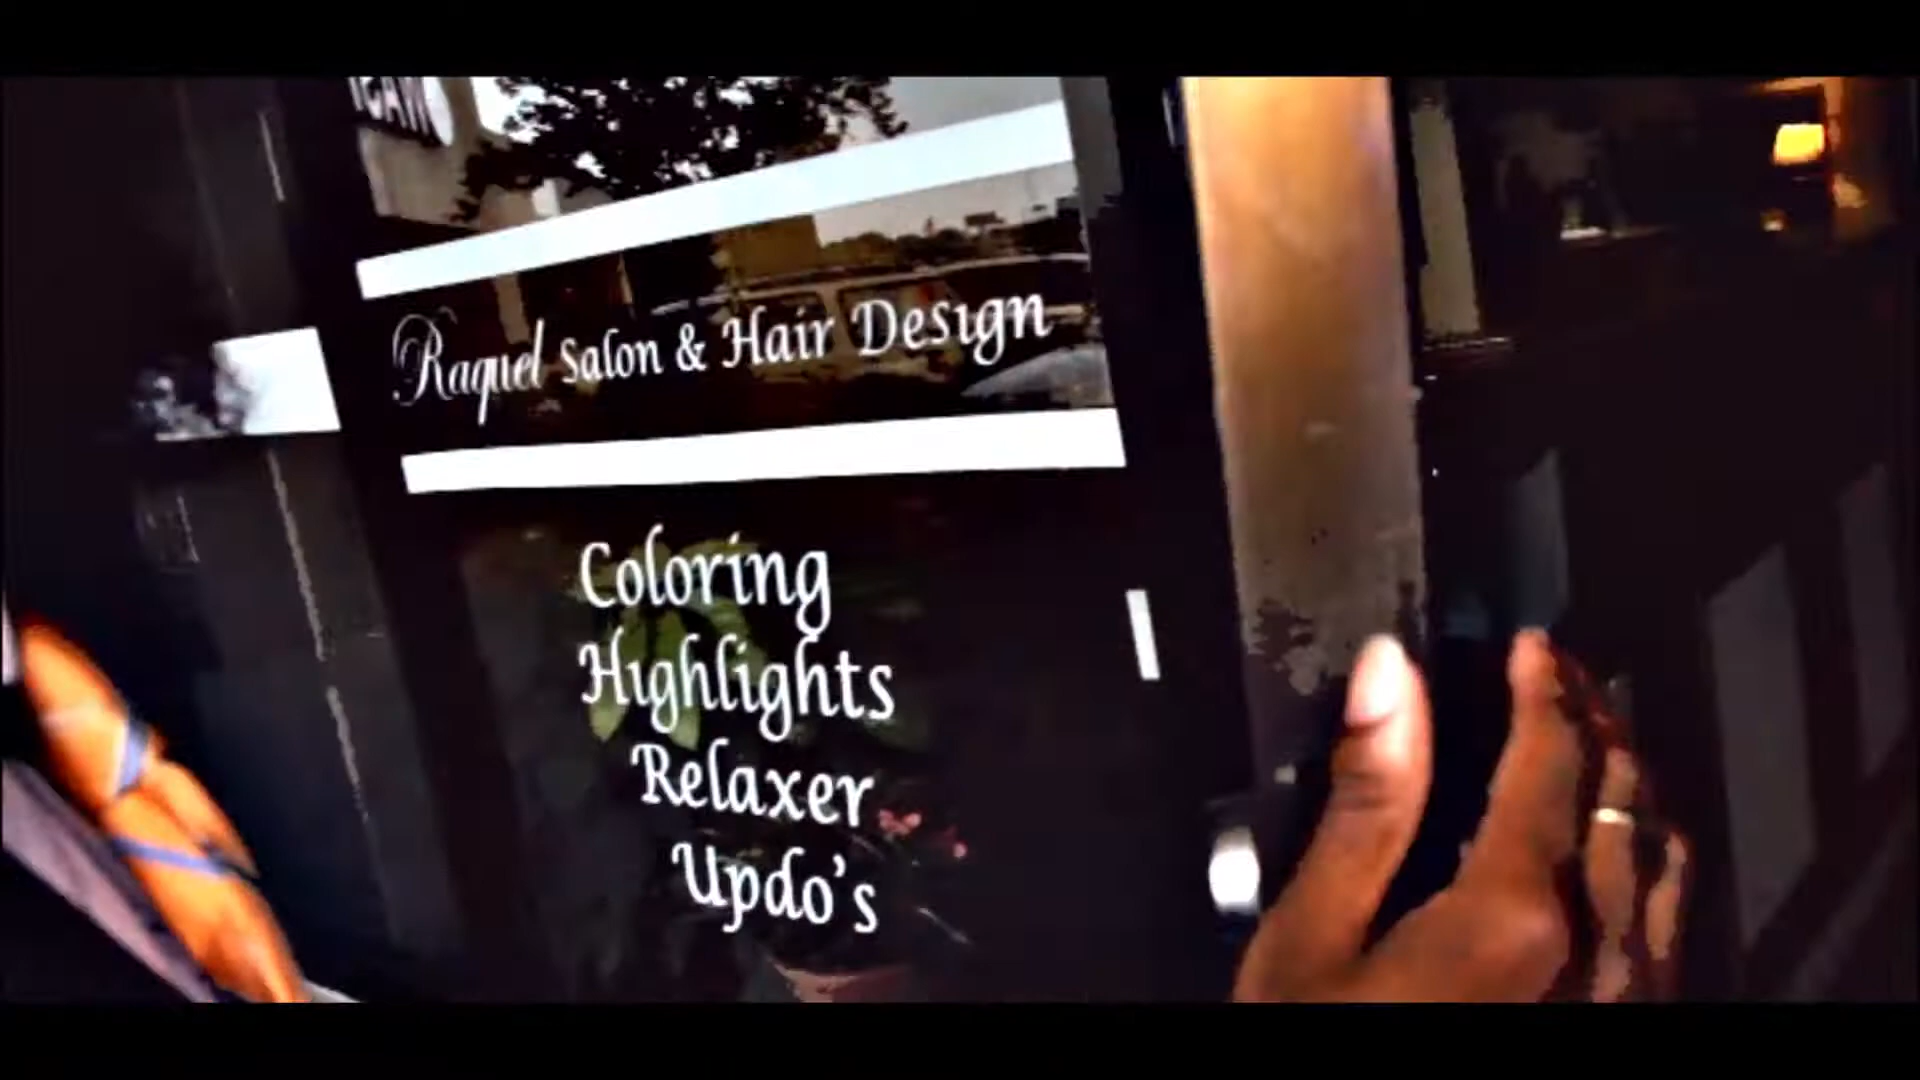 Raquel Salon & Hair Design
Coloring
Highlights
Relaxer
Updo's